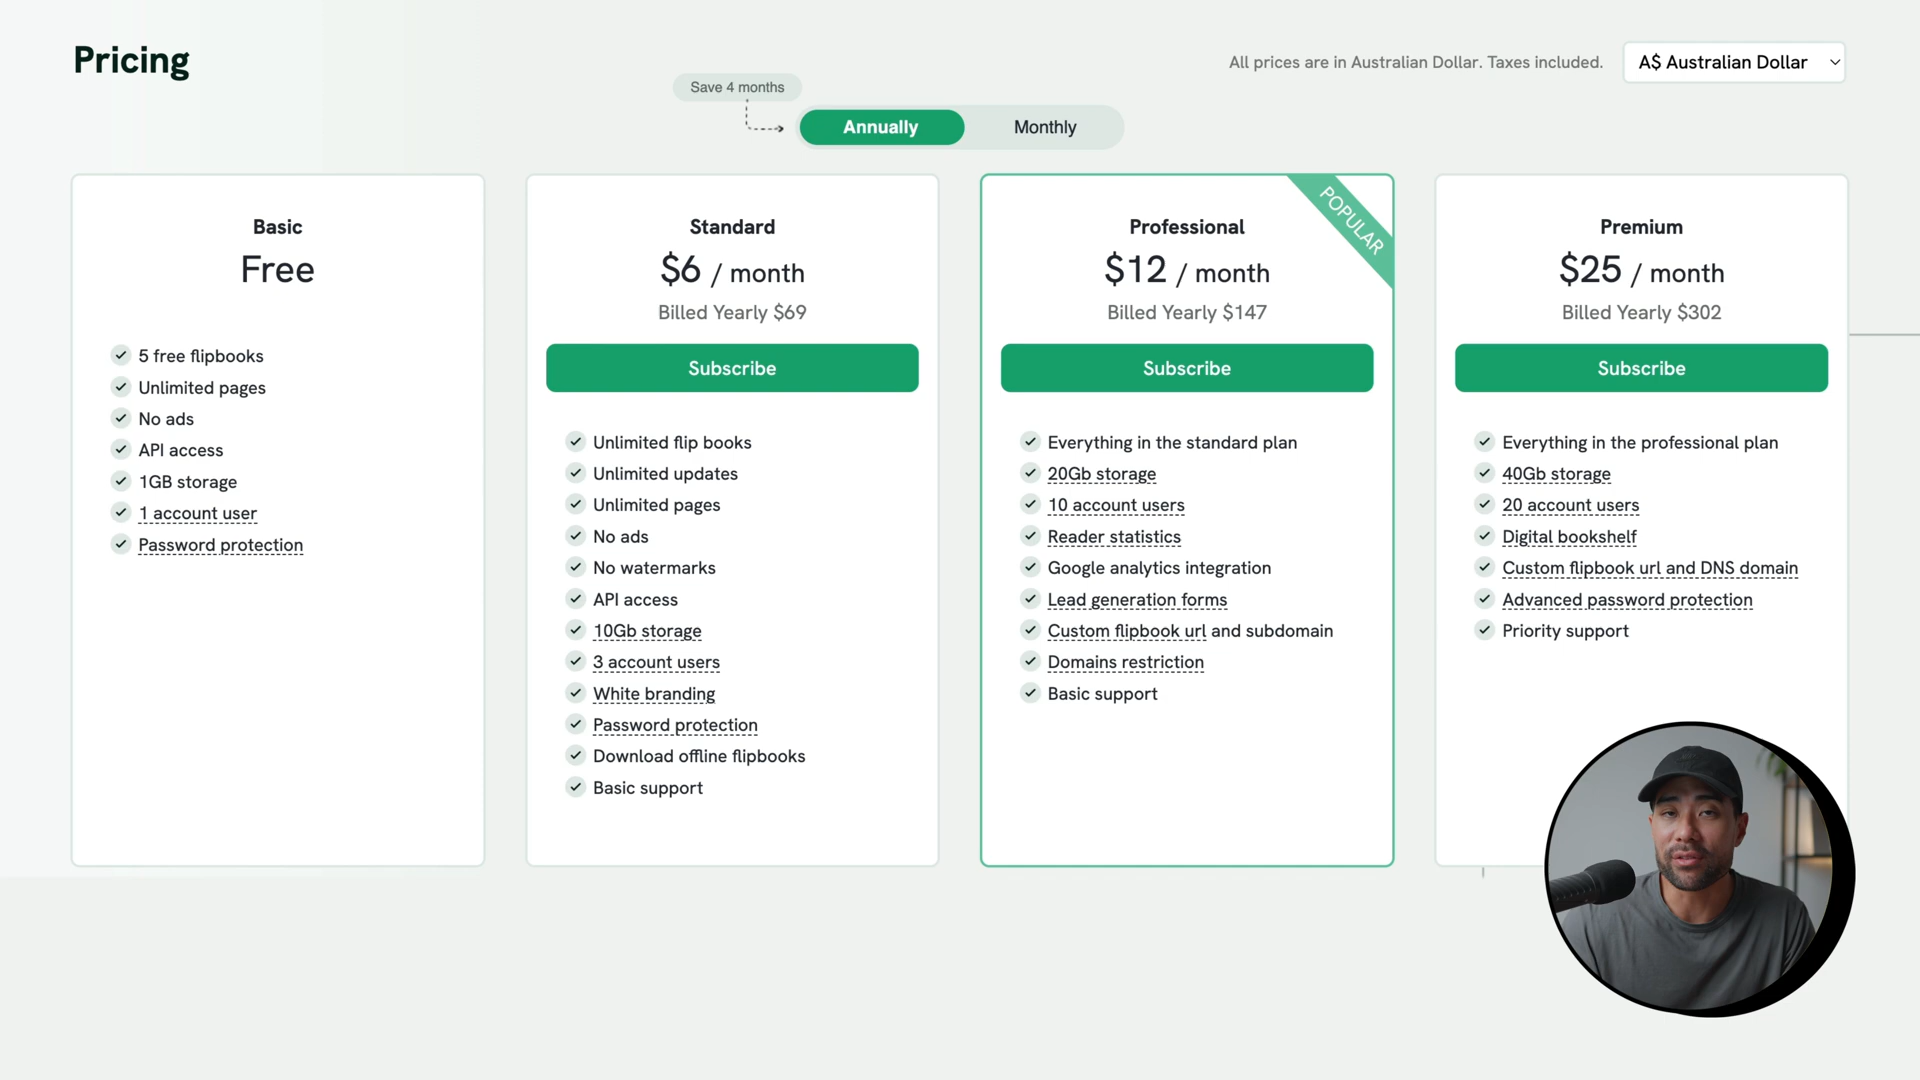 Pricing
All prices are in Australian Dollar. Taxes included.
A$ Australian Dollar
Save 4 months
Annually
Monthly
Basic
Free
5 free flipbooks
Unlimited pages
No ads
API access
1GB storage
1 account user
Password protection
Standard
$6 / month
Billed Yearly $69
Subscribe
Unlimited flip books
Unlimited updates
Unlimited pages
No ads
No watermarks
API access
10Gb storage
3 account users
White branding
Password protection
Download offline flipbooks
Basic support
POPULAR
Professional
$12 / month
Billed Yearly $147
Subscribe
Everything in the standard plan
20Gb storage
10 account users
Reader statistics
Google analytics integration
Lead generation forms
Custom flipbook url and subdomain
Domains restriction
Basic support
Premium
$25 / month
Billed Yearly $302
Subscribe
Everything in the professional plan
40Gb storage
20 account users
Digital bookshelf
Custom flipbook url and DNS domain
Advanced password protection
Priority support